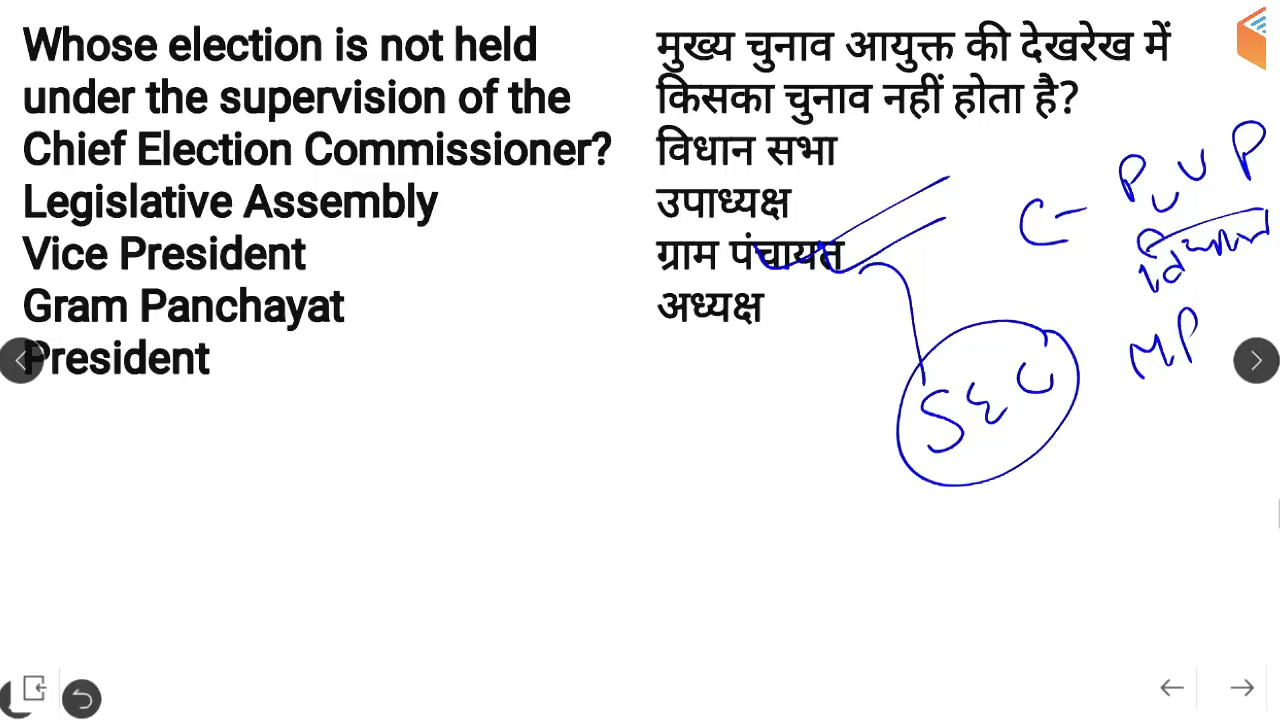 Whose election is not held
under the supervision of the
Chief Election Commissioner?
Legislative Assembly
Vice President
Gram Panchayat
President
मुख्य चुनाव आयुक्त की देखरेख में
किसका चुनाव नहीं होता है?
विधान सभा
उपाध्यक्ष
ग्राम पंचायत
अध्यक्ष
C - P V P
MP
SEC